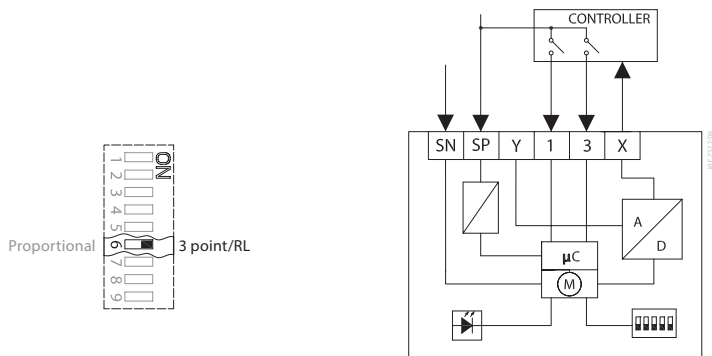 CONTROLLER
SN SP Y 1 3 X
ON
1
2
3
4
5
Proportional 6 3 point/RL
7
8
9
A
D
µC
M